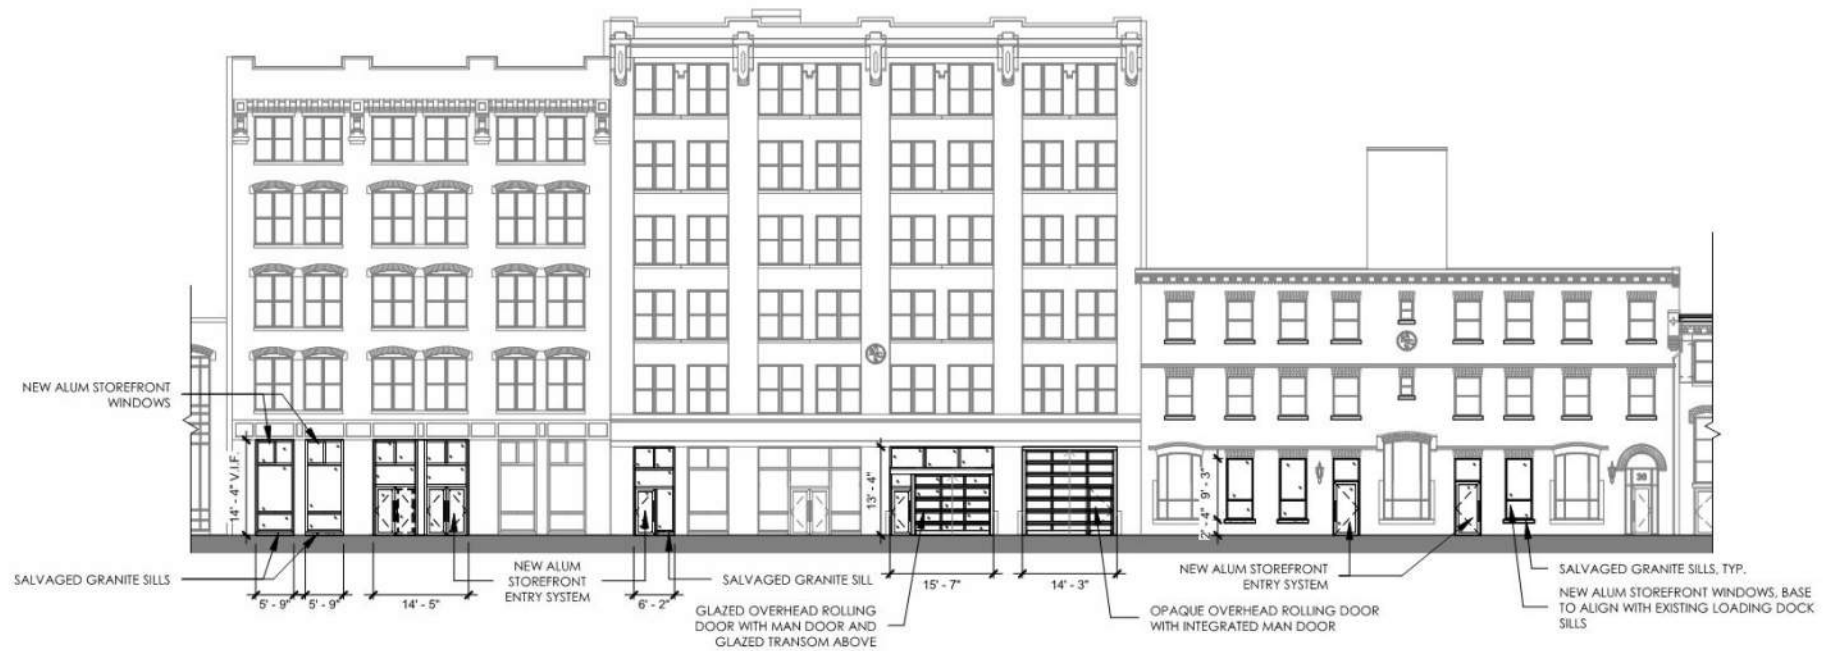 NEW ALUM STOREFRONT
WINDOWS
14' - 4" V.I.F.
SALVAGED GRANITE SILLS
5' - 9"
5' - 9"
14' - 5"
NEW ALUM
STOREFRONT
ENTRY SYSTEM
6' - 2"
SALVAGED GRANITE SILL
13' - 4"
15' - 7"
GLAZED OVERHEAD ROLLING
DOOR WITH MAN DOOR AND
GLAZED TRANSOM ABOVE
14' - 3"
OPAQUE OVERHEAD ROLLING DOOR
WITH INTEGRATED MAN DOOR
9' - 3"
2' - 4"
NEW ALUM STOREFRONT
ENTRY SYSTEM
SALVAGED GRANITE SILLS, TYP.
NEW ALUM STOREFRONT WINDOWS, BASE
TO ALIGN WITH EXISTING LOADING DOCK
SILLS